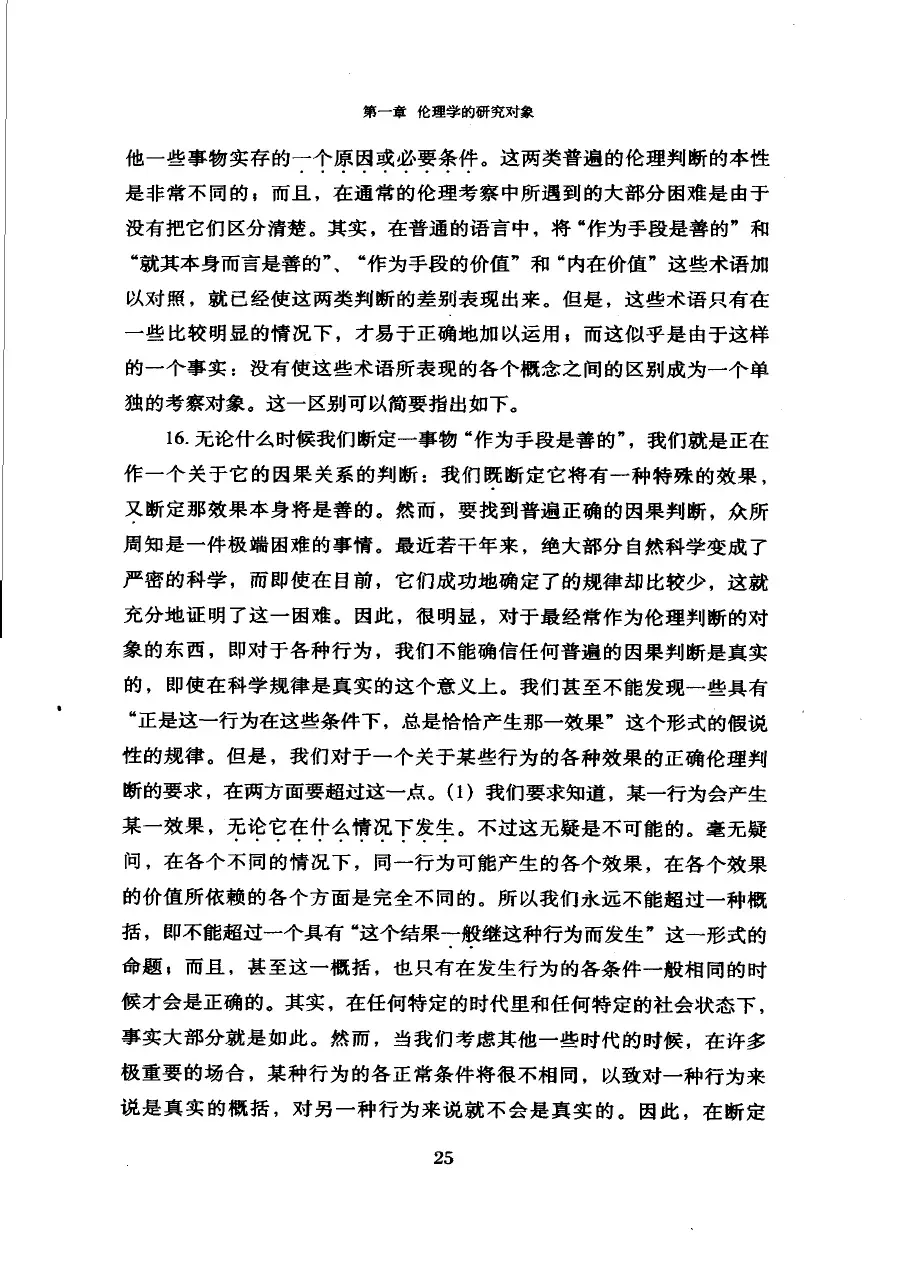 第一章 伦理学的研究对象
他一些事物实存的一个原因或必要条件。这两类普遍的伦理判断的本性
是非常不同的；而且，在通常的伦理考察中所遇到的大部分困难是由于
没有把它们区分清楚。其实，在普通的语言中，将“作为手段是善的”和
“就其本身而言是善的”、“作为手段的价值”和“内在价值”这些术语加
以对照，就已经使这两类判断的差别表现出来。但是，这些术语只有在
一些比较明显的情况下，才易于正确地加以运用；而这似乎是由于这样
的一个事实：没有使这些术语所表现的各个概念之间的区别成为一个单
独的考察对象。这一区别可以简要指出如下。
16. 无论什么时候我们断定一事物“作为手段是善的”，我们就是正在
作一个关于它的因果关系的判断：我们既断定它将有一种特殊的效果，
又断定那效果本身将是善的。然而，要找到普遍正确的因果判断，众所
周知是一件极端困难的事情。最近若干年来，绝大部分自然科学变成了
严密的科学，而即使在目前，它们成功地确定了的规律却比较少，这就
充分地证明了这一困难。因此，很明显，对于最经常作为伦理判断的对
象的东西，即对于各种行为，我们不能确信任何普遍的因果判断是真实
的，即使在科学规律是真实的这个意义上。我们甚至不能发现一些具有
“正是这一行为在这些条件下，总是恰恰产生那一效果”这个形式的假说
性的规律。但是，我们对于一个关于某些行为的各种效果的正确伦理判
断的要求，在两方面要超过这一点。(1) 我们要求知道，某一行为会产生
某一效果，无论它在什么情况下发生。不过这无疑是不可能的。毫无疑
问，在各个不同的情况下，同一行为可能产生的各个效果，在各个效果
的价值所依赖的各个方面是完全不同的。所以我们永远不能超过一种概
括，即不能超过一个具有“这个结果一般继这种行为而发生”这一形式的
命题；而且，甚至这一概括，也只有在发生行为的各条件一般相同的时
候才会是正确的。其实，在任何特定的时代里和任何特定的社会状态下，
事实大部分就是如此。然而，当我们考虑其他一些时代的时候，在许多
极重要的场合，某种行为的各正常条件将很不相同，以致对一种行为来
说是真实的概括，对另一种行为来说就不会是真实的。因此，在断定
25